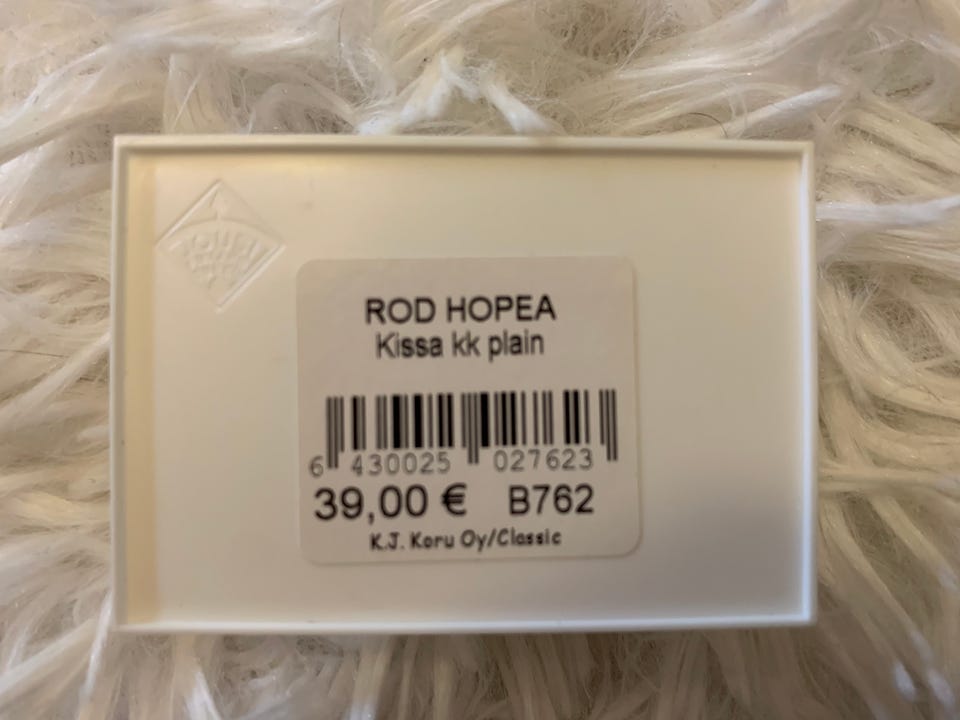 ROD HOPEA
Kissa kk plain
6 430025 027623
39,00 € B762
K.J. Koru Oy/Classic